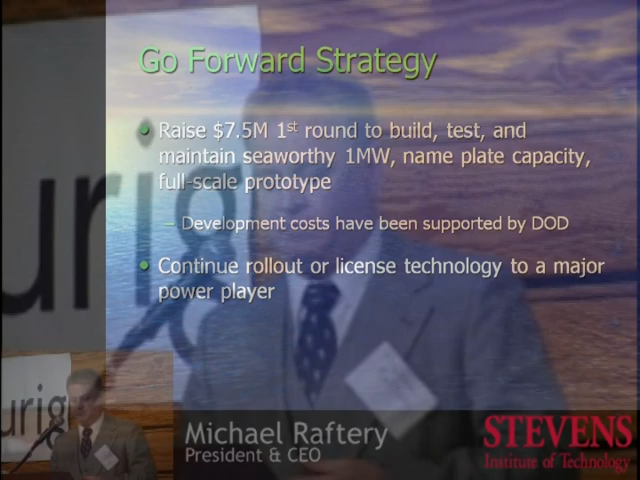 Go Forward Strategy
• Raise $7.5M 1st round to build, test, and
maintain seaworthy 1MW, name plate capacity,
full-scale prototype
– Development costs have been supported by DOD
• Continue rollout or license technology to a major
power player
urig
urig
Michael Raftery
President & CEO
STEVENS
Institute of Technology